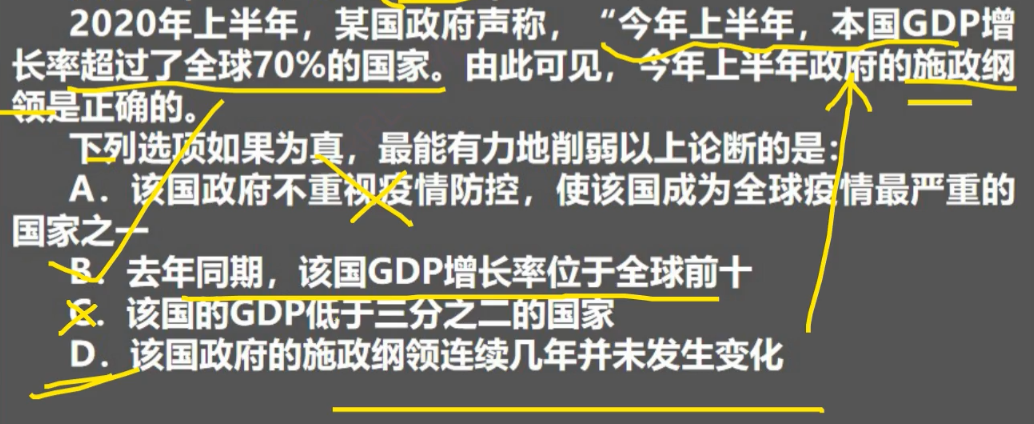 2020年上半年，某国政府声称，“今年上半年，本国GDP增
长率超过了全球70%的国家。由此可见，今年上半年政府的施政纲
领是正确的。
下列选项如果为真，最能有力地削弱以上论断的是：
A．该国政府不重视疫情防控，使该国成为全球疫情最严重的
国家之一
B．去年同期，该国GDP增长率位于全球前十
C．该国的GDP低于三分之二的国家
D．该国政府的施政纲领连续几年并未发生变化